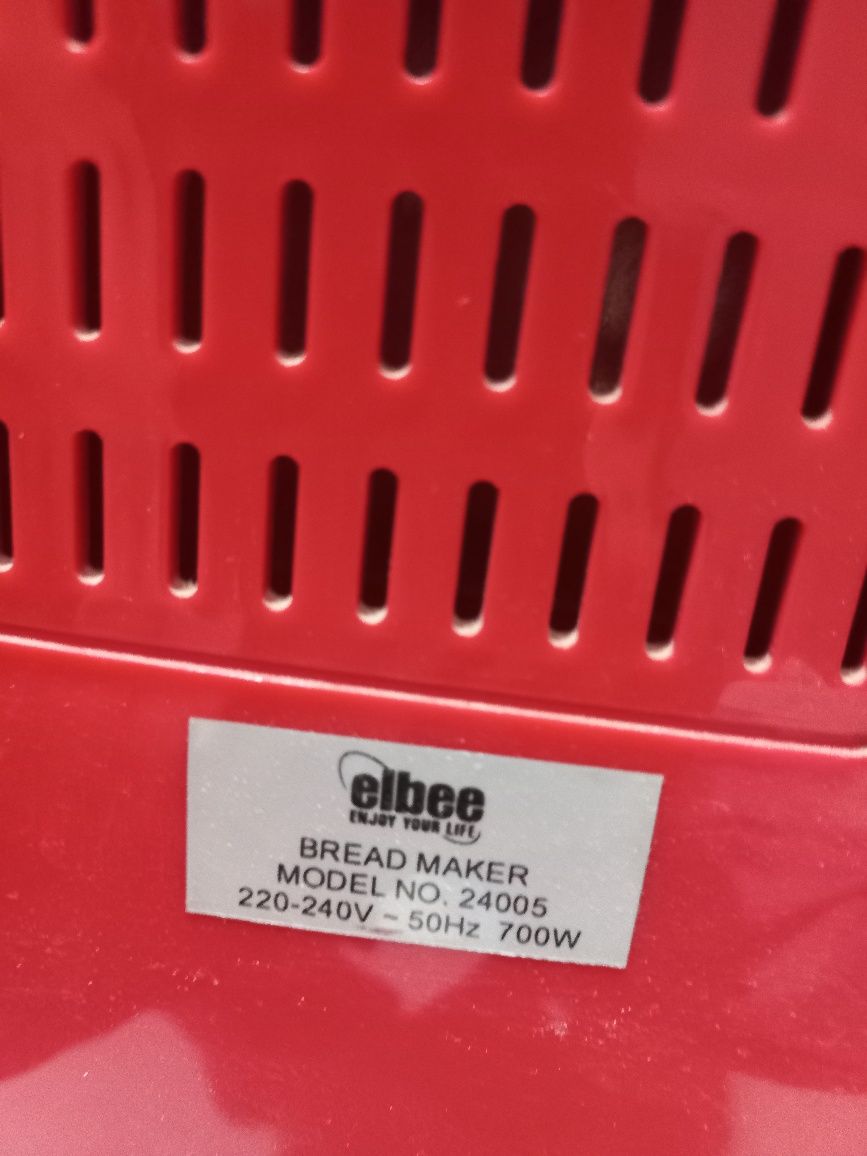 elbee
ENJOY YOUR LIFE
BREAD MAKER
MODEL NO. 24005
220-240V ~ 50Hz 700W